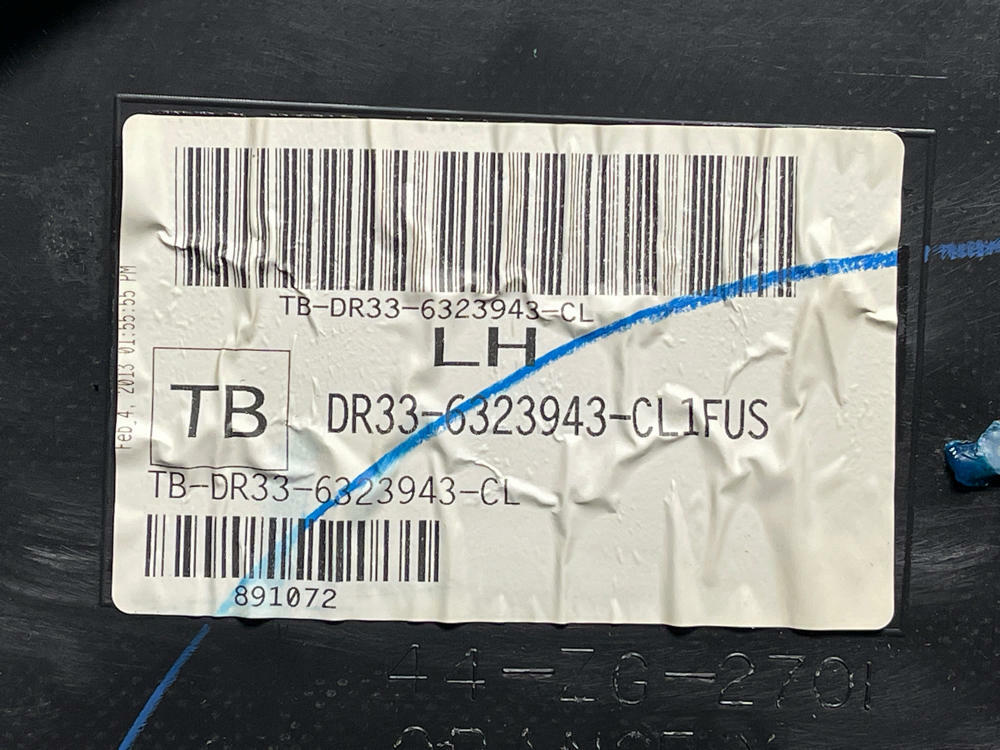 TB-DR33-6323943-CL
LH
Feb 4, 2013 01:55:55 PM
TB
DR33-6323943-CL1FUS
TB-DR33-6323943-CL
891072
44-ZG-2701